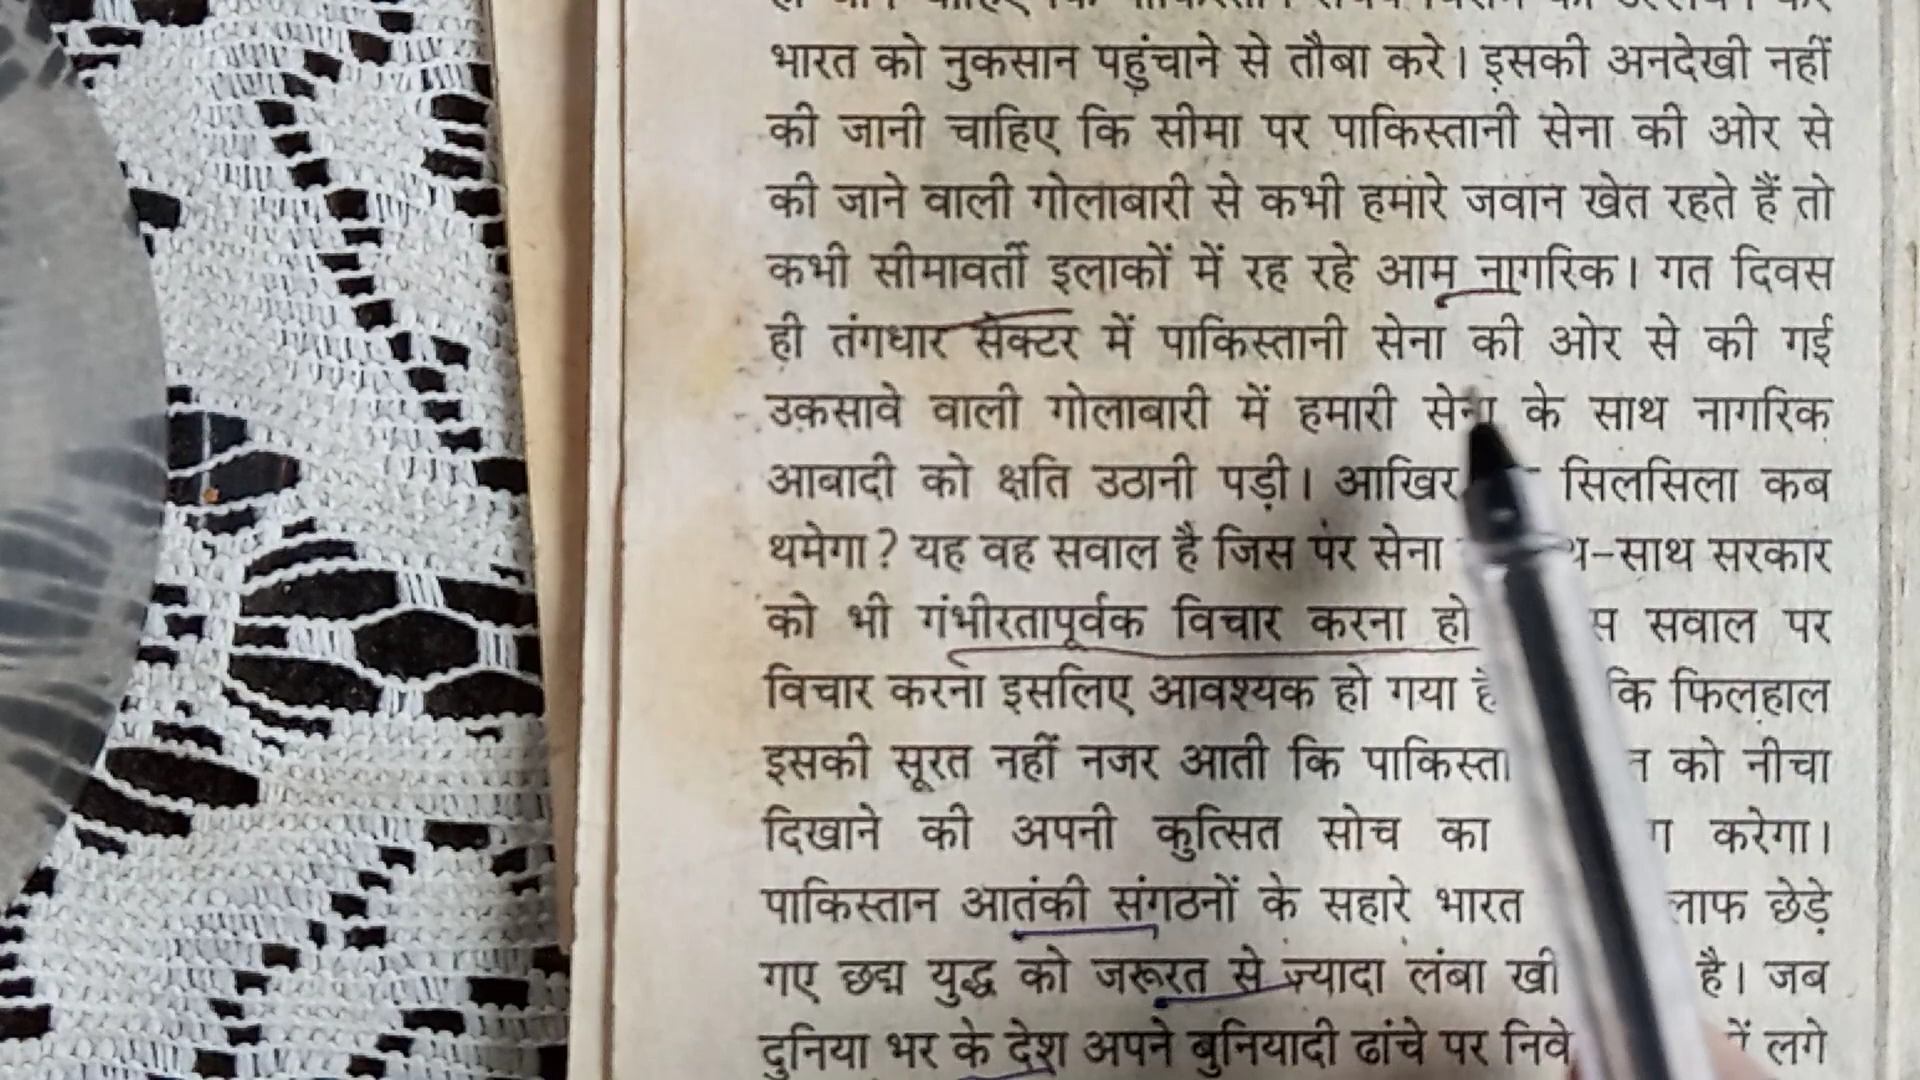 भारत को नुकसान पहुंचाने से तौबा करे। इसकी अनदेखी नहीं
की जानी चाहिए कि सीमा पर पाकिस्तानी सेना की ओर से
की जाने वाली गोलाबारी से कभी हमारे जवान खेत रहते हैं तो
कभी सीमावर्ती इलाकों में रह रहे आम नागरिक। गत दिवस
ही तंगधार सेक्टर में पाकिस्तानी सेना की ओर से की गई
उकसावे वाली गोलाबारी में हमारी सेना के साथ नागरिक
आबादी को क्षति उठानी पड़ी। आखिर सिलसिला कब
थमेगा? यह वह सवाल है जिस पर सेना -साथ सरकार
को भी गंभीरतापूर्वक विचार करना सवाल पर
विचार करना इसलिए आवश्यक हो गया फिलहाल
इसकी सूरत नहीं नजर आती कि को नीचा
दिखाने की अपनी कुत्सित सोच का करेगा।
पाकिस्तान आतंकी संगठनों के सहारे भारत छेड़े
गए छद्म युद्ध को जरूरत से ज्यादा लंबा है। जब
दुनिया भर के देश अपने बुनियादी ढांचे पर लगे